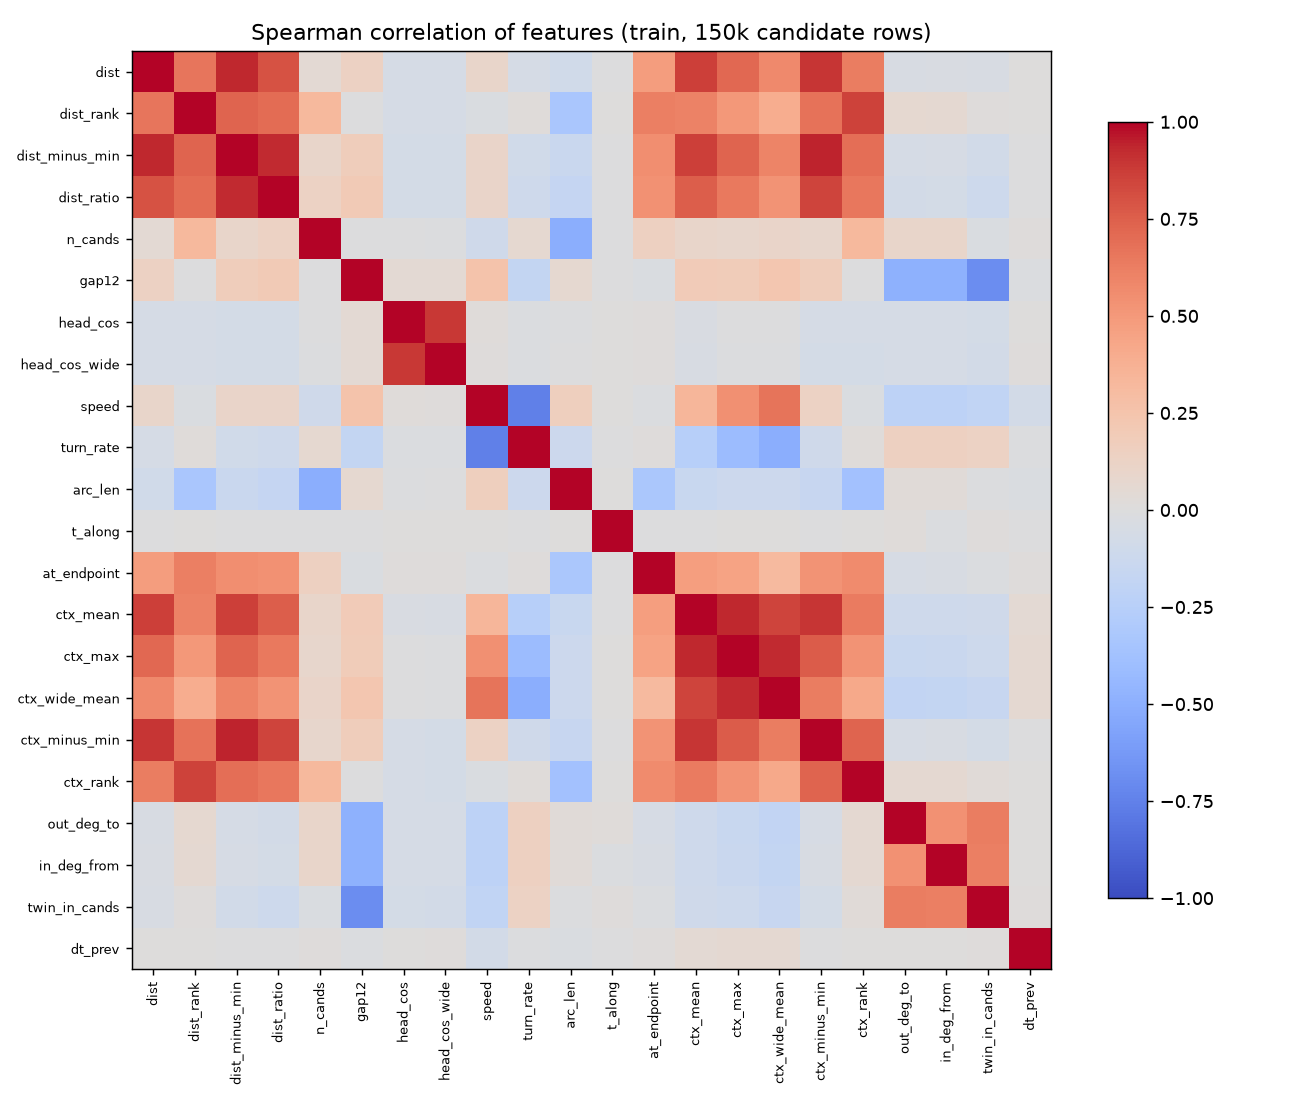 Spearman correlation of features (train, 150k candidate rows)
dist
dist_rank
dist_minus_min
dist_ratio
n_cands
gap12
head_cos
head_cos_wide
speed
turn_rate
arc_len
t_along
at_endpoint
ctx_mean
ctx_max
ctx_wide_mean
ctx_minus_min
ctx_rank
out_deg_to
in_deg_from
twin_in_cands
dt_prev
dist
dist_rank
dist_minus_min
dist_ratio
n_cands
gap12
head_cos
head_cos_wide
speed
turn_rate
arc_len
t_along
at_endpoint
ctx_mean
ctx_max
ctx_wide_mean
ctx_minus_min
ctx_rank
out_deg_to
in_deg_from
twin_in_cands
dt_prev
1.00
0.75
0.50
0.25
0.00
−0.25
−0.50
−0.75
−1.00